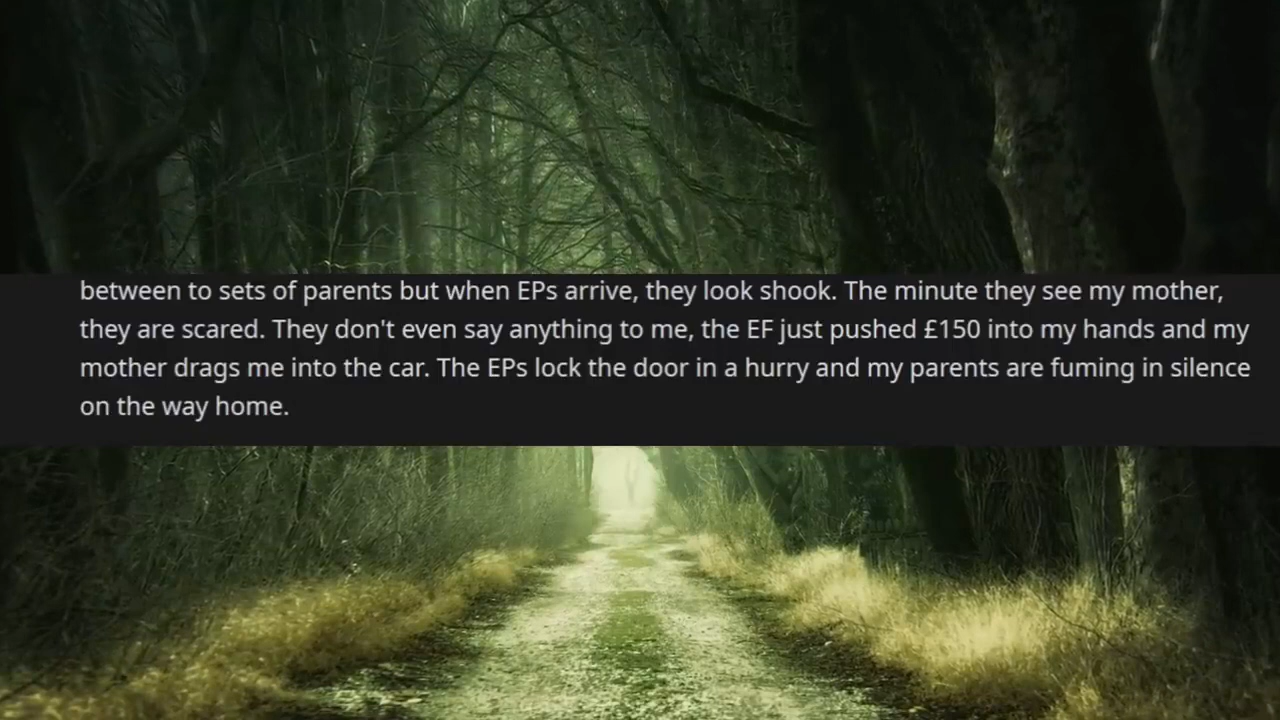 between to sets of parents but when EPs arrive, they look shook. The minute they see my mother,
they are scared. They don't even say anything to me, the EF just pushed £150 into my hands and my
mother drags me into the car. The EPs lock the door in a hurry and my parents are fuming in silence
on the way home.